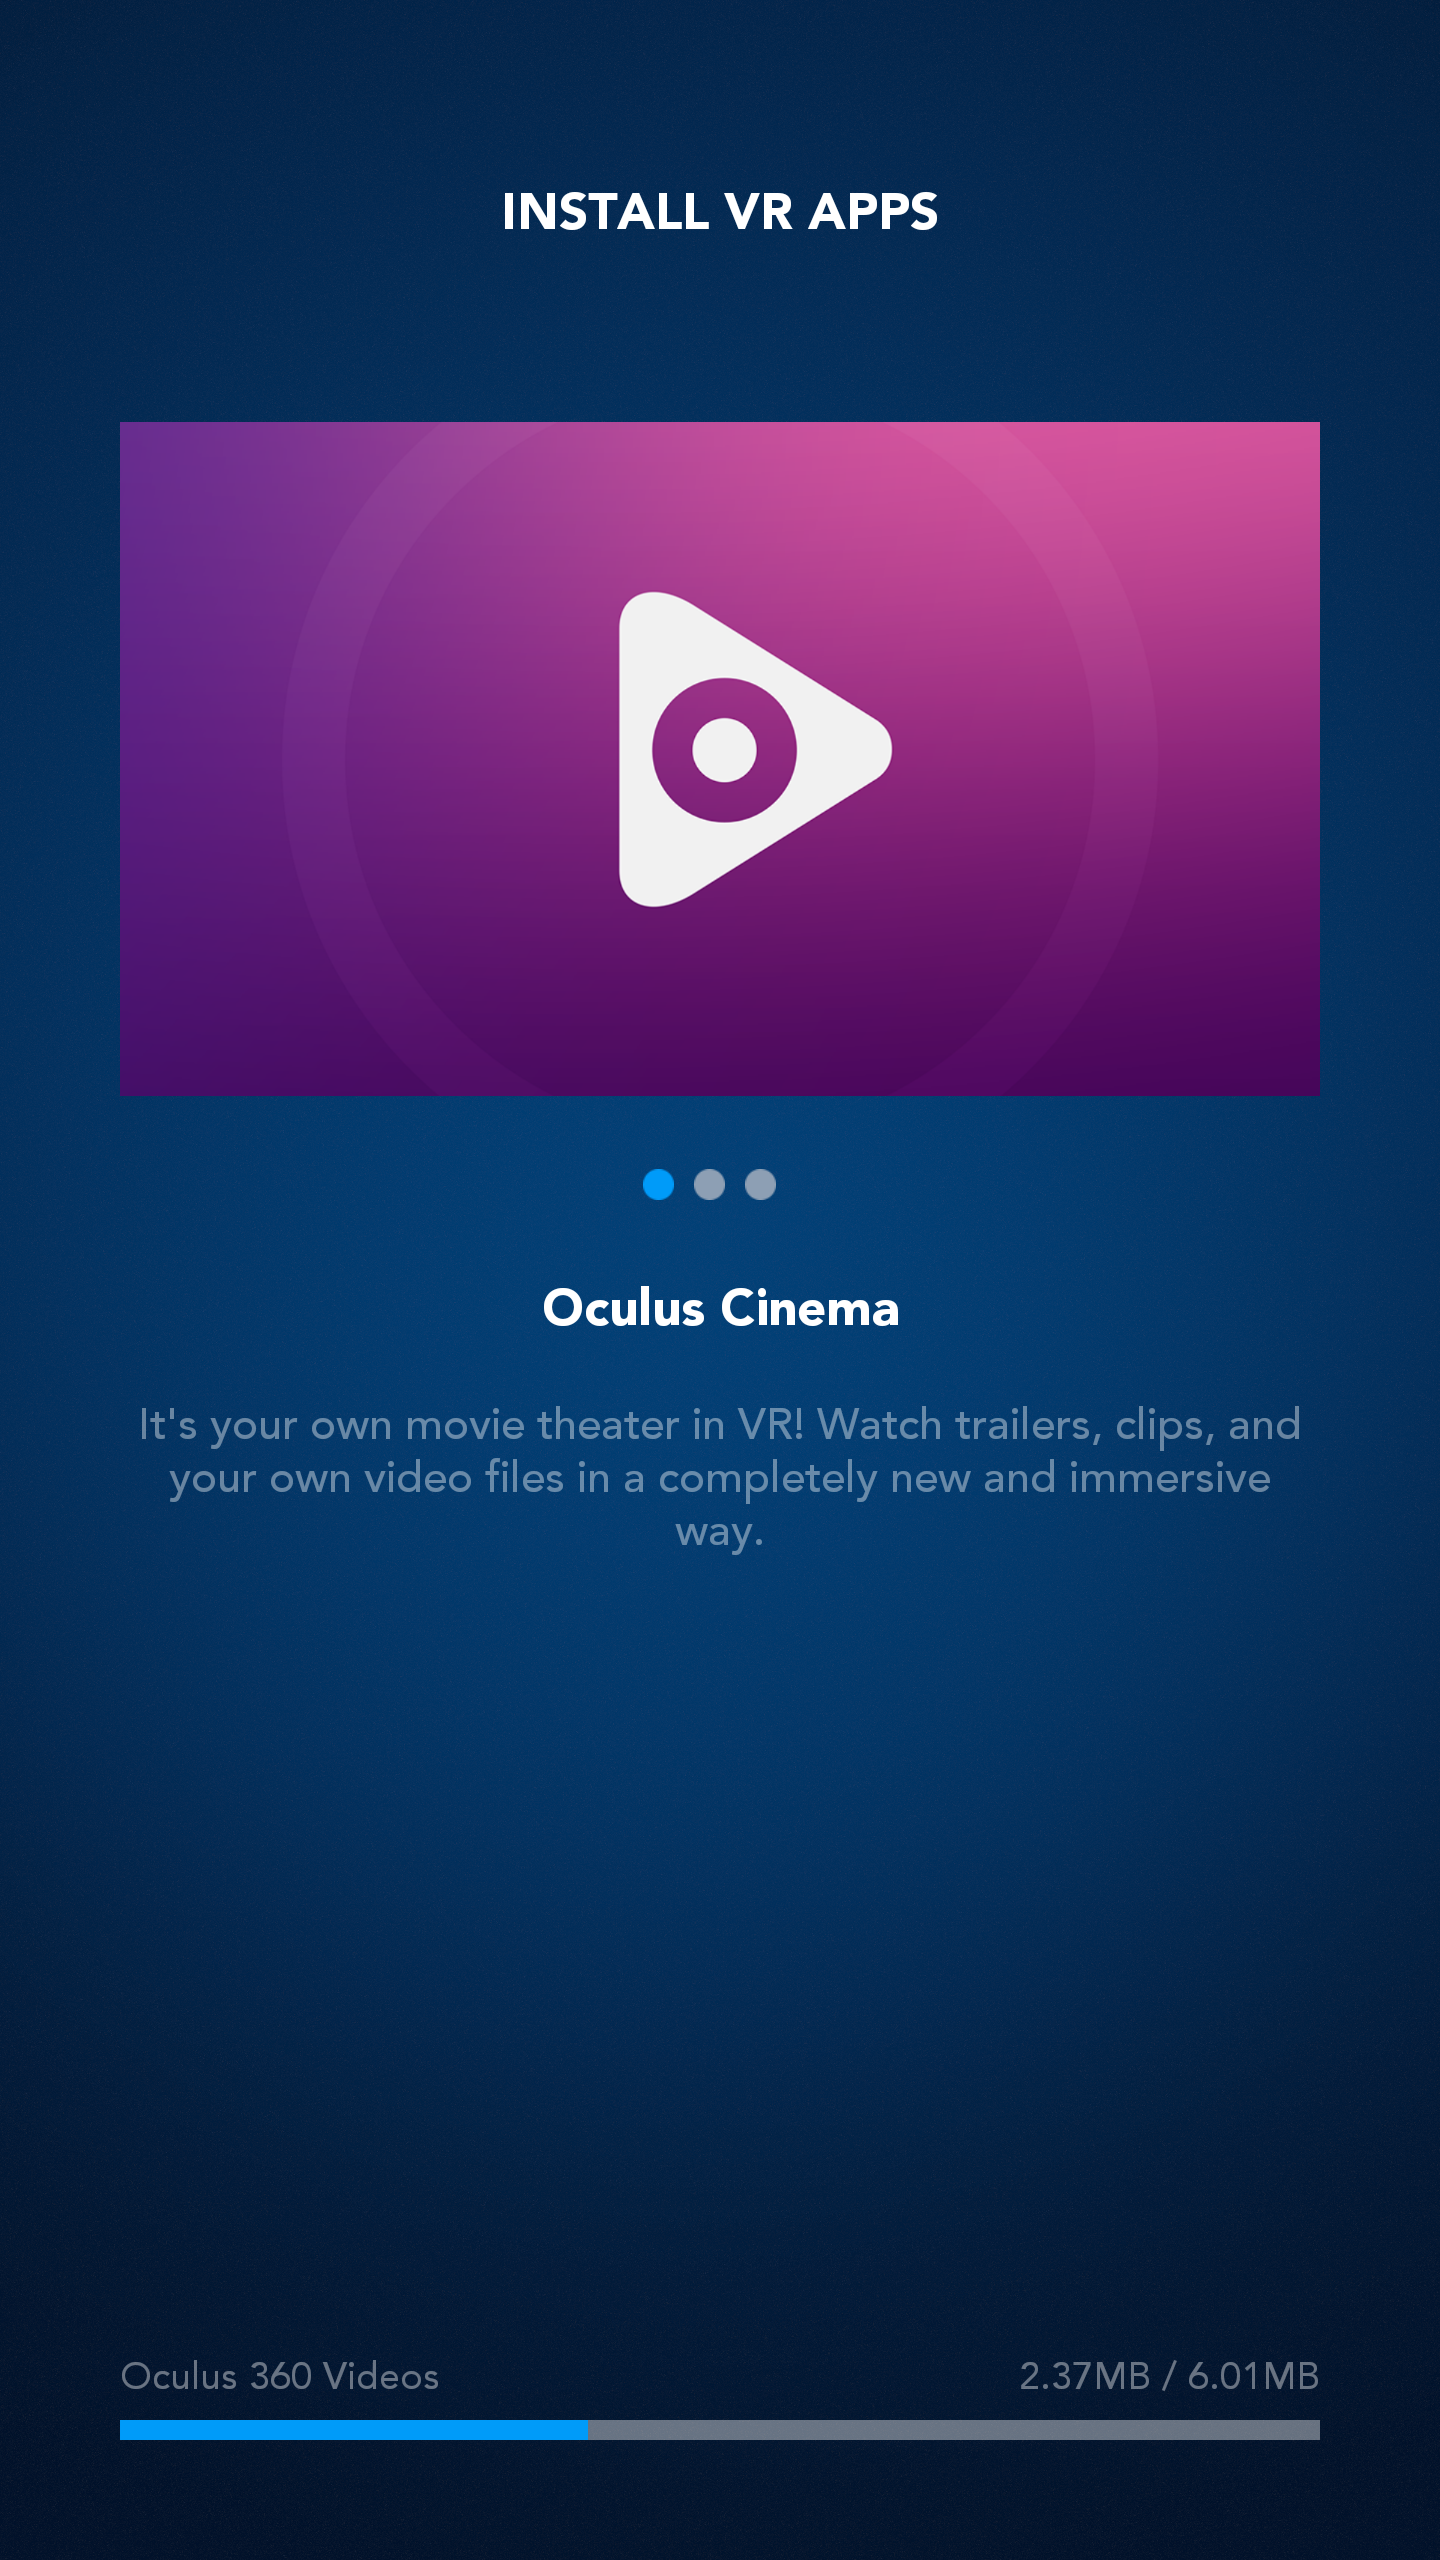 INSTALL VR APPS
Oculus Cinema
It's your own movie theater in VR! Watch trailers, clips, and
your own video files in a completely new and immersive
way.
Oculus 360 Videos
2.37MB / 6.01MB